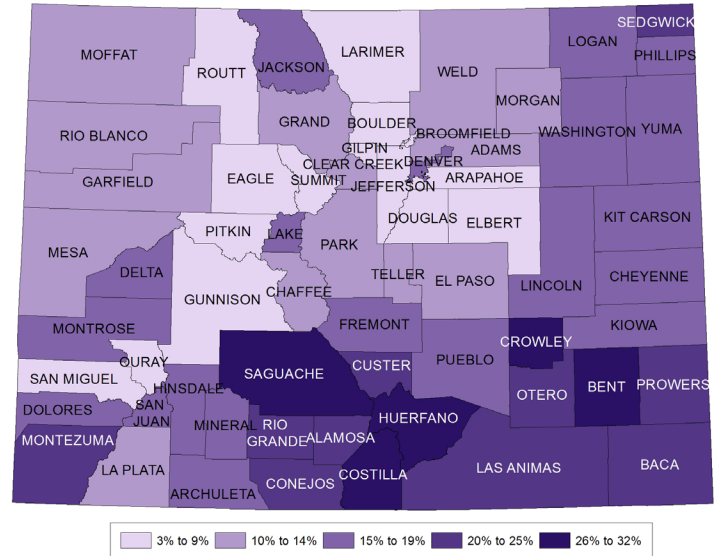 SEDGWICK
LARIMER
LOGAN
MOFFAT
JACKSON
PHILLIPS
ROUTT
WELD
MORGAN
GRAND
BOULDER
RIO BLANCO
BROOMFIELD
WASHINGTON
YUMA
GILPIN
ADAMS
CLEAR CREEK
DENVER
GARFIELD
EAGLE
SUMMIT
ARAPAHOE
JEFFERSON
DOUGLAS
ELBERT
KIT CARSON
PITKIN
LAKE
PARK
MESA
DELTA
TELLER
EL PASO
CHEYENNE
LINCOLN
CHAFFEE
GUNNISON
FREMONT
KIOWA
MONTROSE
CROWLEY
OURAY
PUEBLO
CUSTER
SAGUACHE
SAN MIGUEL
HINSDALE
OTERO
BENT
PROWERS
DOLORES
SAN
JUAN
HUERFANO
MINERAL
RIO
GRANDE
ALAMOSA
MONTEZUMA
LA PLATA
LAS ANIMAS
BACA
COSTILLA
CONEJOS
ARCHULETA
3% to 9%
10% to 14%
15% to 19%
20% to 25%
26% to 32%